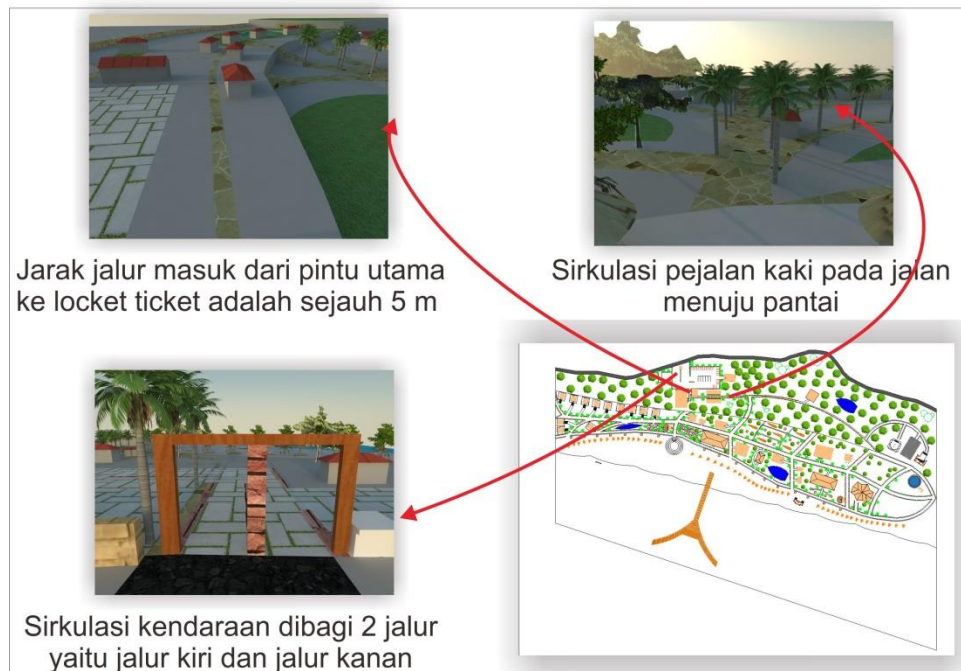 Jarak jalur masuk dari pintu utama
ke locket ticket adalah sejauh 5 m
Sirkulasi pejalan kaki pada jalan
menuju pantai
Sirkulasi kendaraan dibagi 2 jalur
yaitu jalur kiri dan jalur kanan